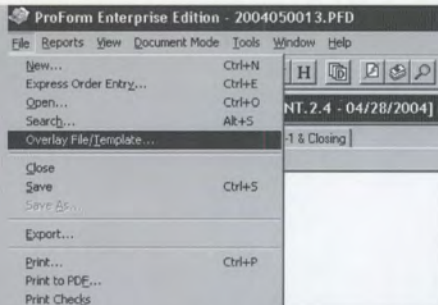 ProForm Enterprise Edition - 2004050013.PFD
File Reports View Document Mode Tools Window Help
New... Ctrl+N
Express Order Entry... Ctrl+E
Open... Ctrl+O
Search... Alt+S
Overlay File/Template...
Close
Save Ctrl+S
Save As...
Export...
Print... Ctrl+P
Print to PDF...
Print Checks
H
NT.2.4 - 04/28/2004]
-1 & Closing